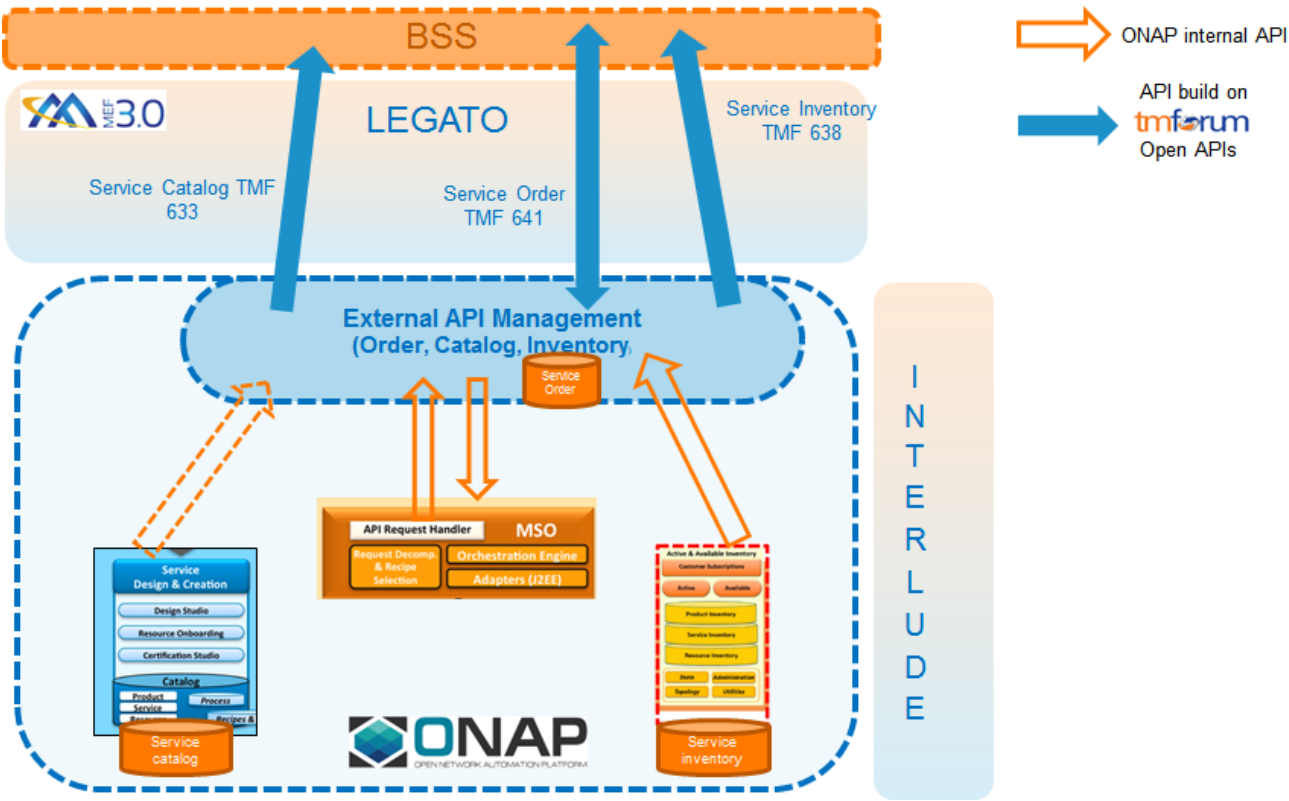 BSS
ONAP internal API
API build on
tmforum
Open APIs
MEF 3.0
LEGATO
Service Inventory
TMF 638
Service Catalog TMF
633
Service Order
TMF 641
External API Management
(Order, Catalog, Inventory)
Service
Order
I
N
T
E
R
L
U
D
E
API Request Handler
MSO
Request Decomp.
& Recipe
Selection
Orchestration Engine
Adapters (J2EE)
Service
Design & Creation
Design Studio
Resource Onboarding
Certification Studio
Catalog
Product
Process
Service
Recipes &
Service
catalog
Active & Available Inventory
Customer Subscriptions
Active
Available
Product Inventory
Service Inventory
Resource Inventory
State
Administration
Topology
Utilities
Service
inventory
ONAP
OPEN NETWORK AUTOMATION PLATFORM